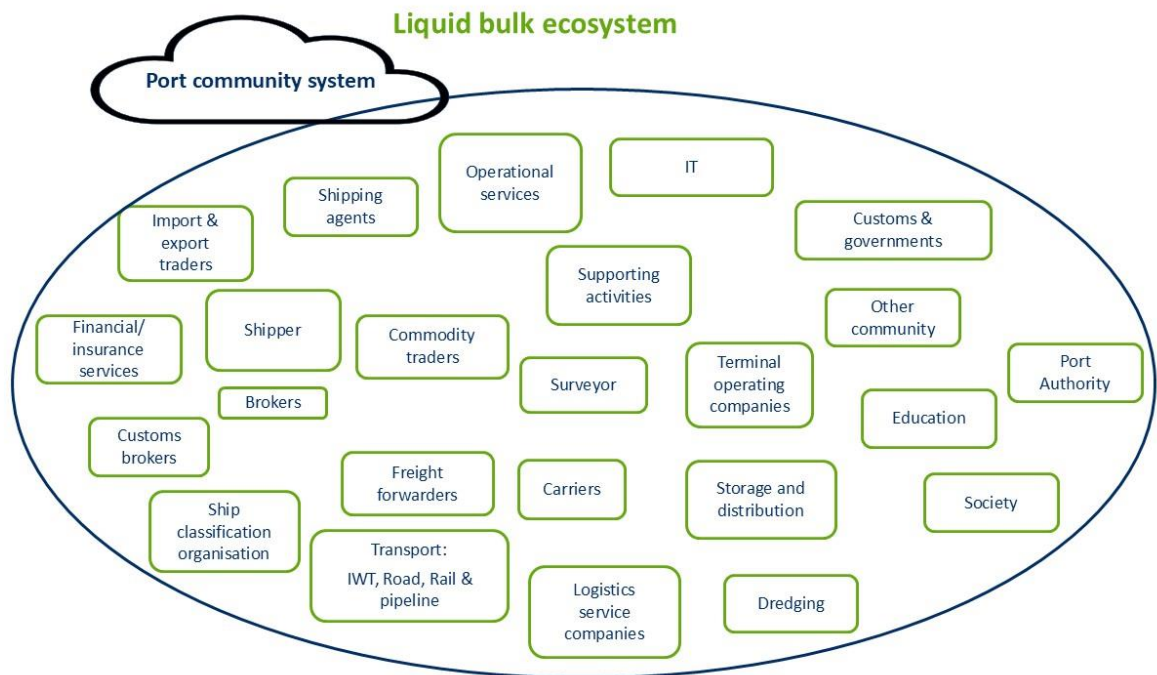 Liquid bulk ecosystem
Port community system
Operational
services
IT
Shipping
agents
Import &
export
traders
Customs &
governments
Supporting
activities
Other
community
Financial/
insurance
services
Shipper
Commodity
traders
Surveyor
Terminal
operating
companies
Port
Authority
Brokers
Education
Customs
brokers
Freight
forwarders
Carriers
Storage and
distribution
Society
Ship
classification
organisation
Transport:
IWT, Road, Rail &
pipeline
Logistics
service
companies
Dredging